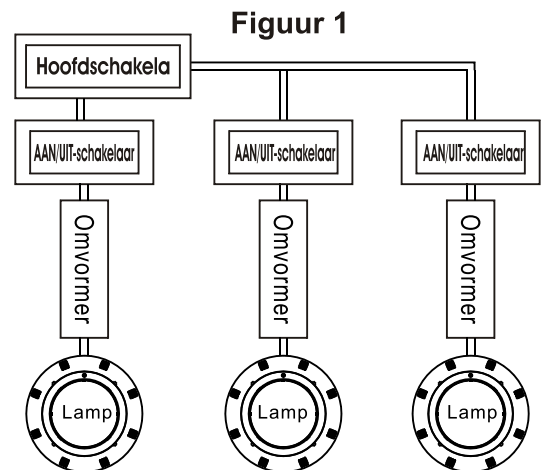 Figuur 1
Hoofdschakela
AAN/UIT-schakelaar AAN/UIT-schakelaar AAN/UIT-schakelaar
Omvormer Omvormer Omvormer
Lamp Lamp Lamp